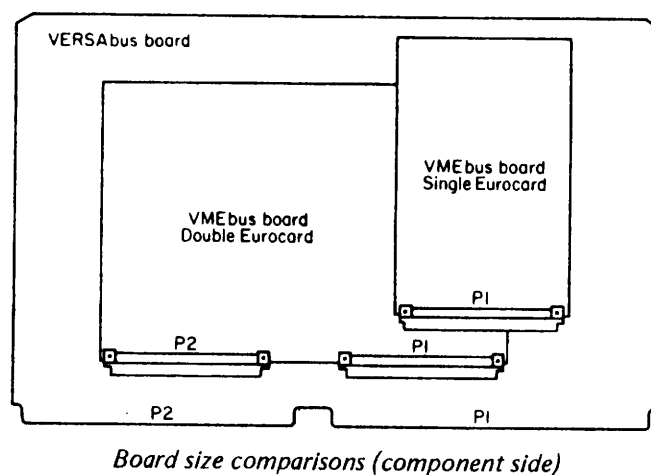 VERSAbus board
VMEbus board
Single Eurocard
VMEbus board
Double Eurocard
P1
P2
P1
P2
P1
Board size comparisons (component side)